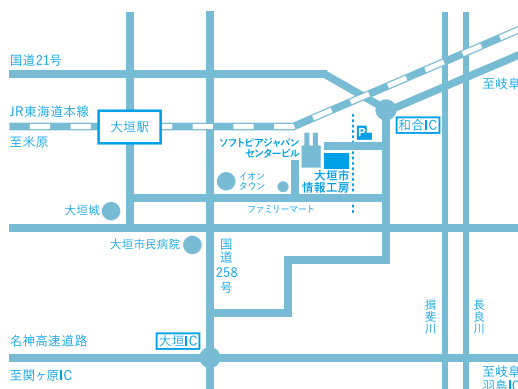 国道21号
至岐阜
JR東海道本線
大垣駅
和合IC
至米原
P
ソフトピアジャパン
センタービル
大垣市
情報工房
イオン
タウン
ファミリーマート
大垣城
大垣市民病院
国道258号
揖斐川
長良川
名神高速道路
大垣IC
至関ヶ原IC
至岐阜
羽島IC